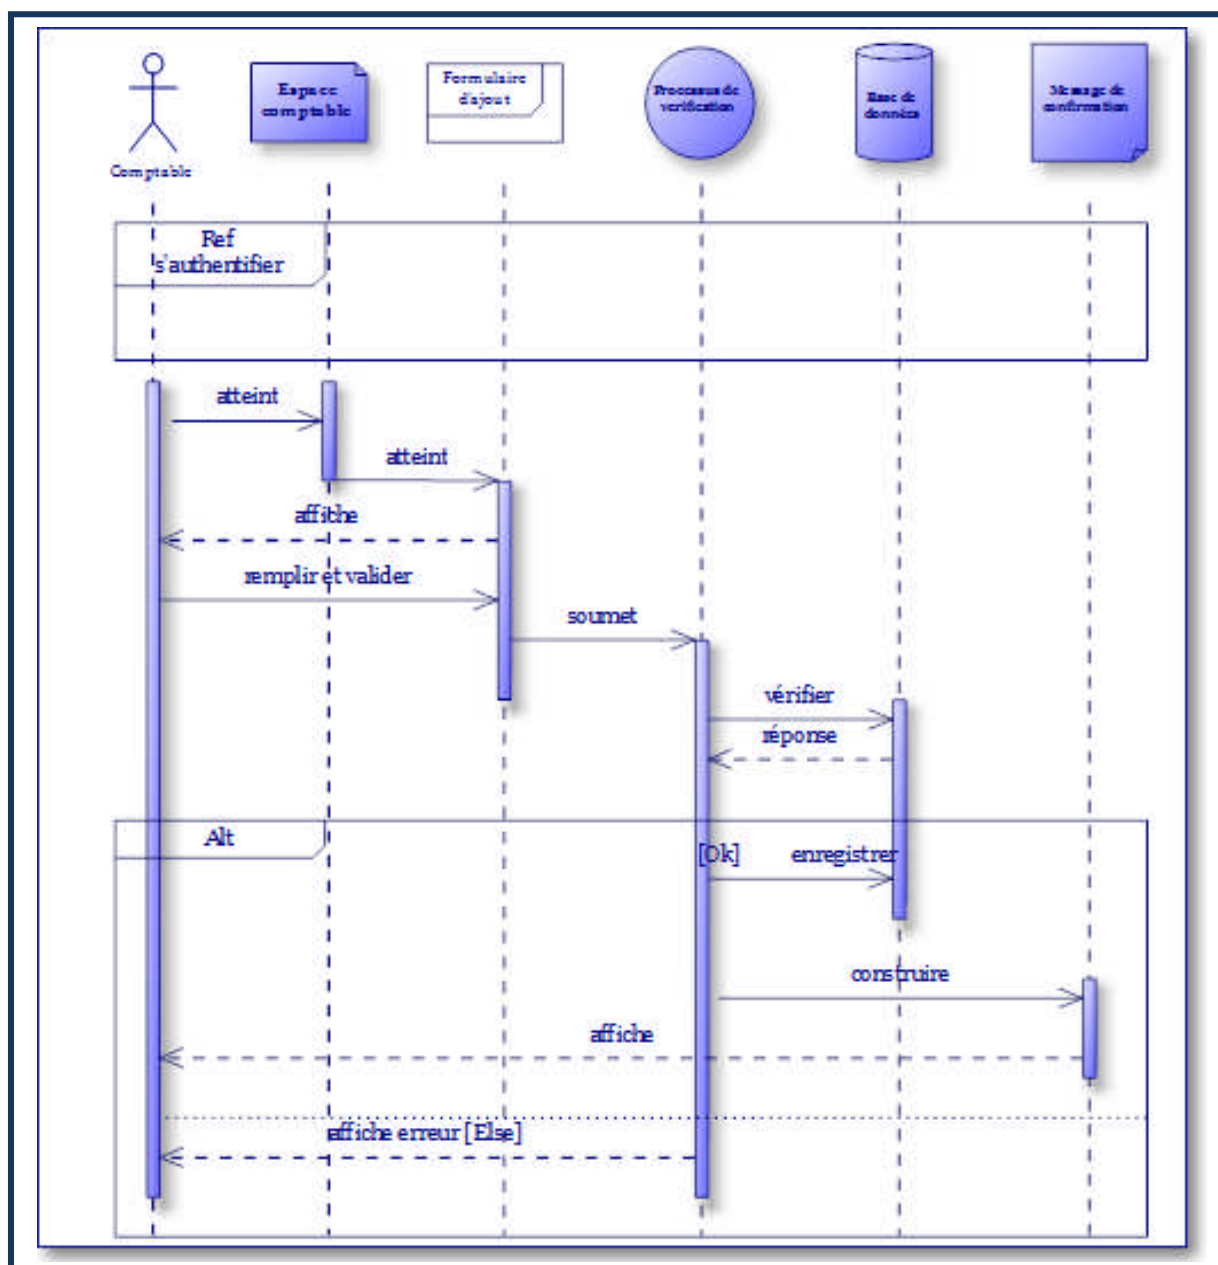 Espace
comptable
Formulaire
d'ajout
Processus de
verification
Base de
données
Message de
confirmation
Comptable
Ref
s'authentifier
atteint
atteint
affiche
remplir et valider
soumet
vérifier
réponse
Alt
[Ok] enregistrer
construire
affiche
affiche erreur [Else]